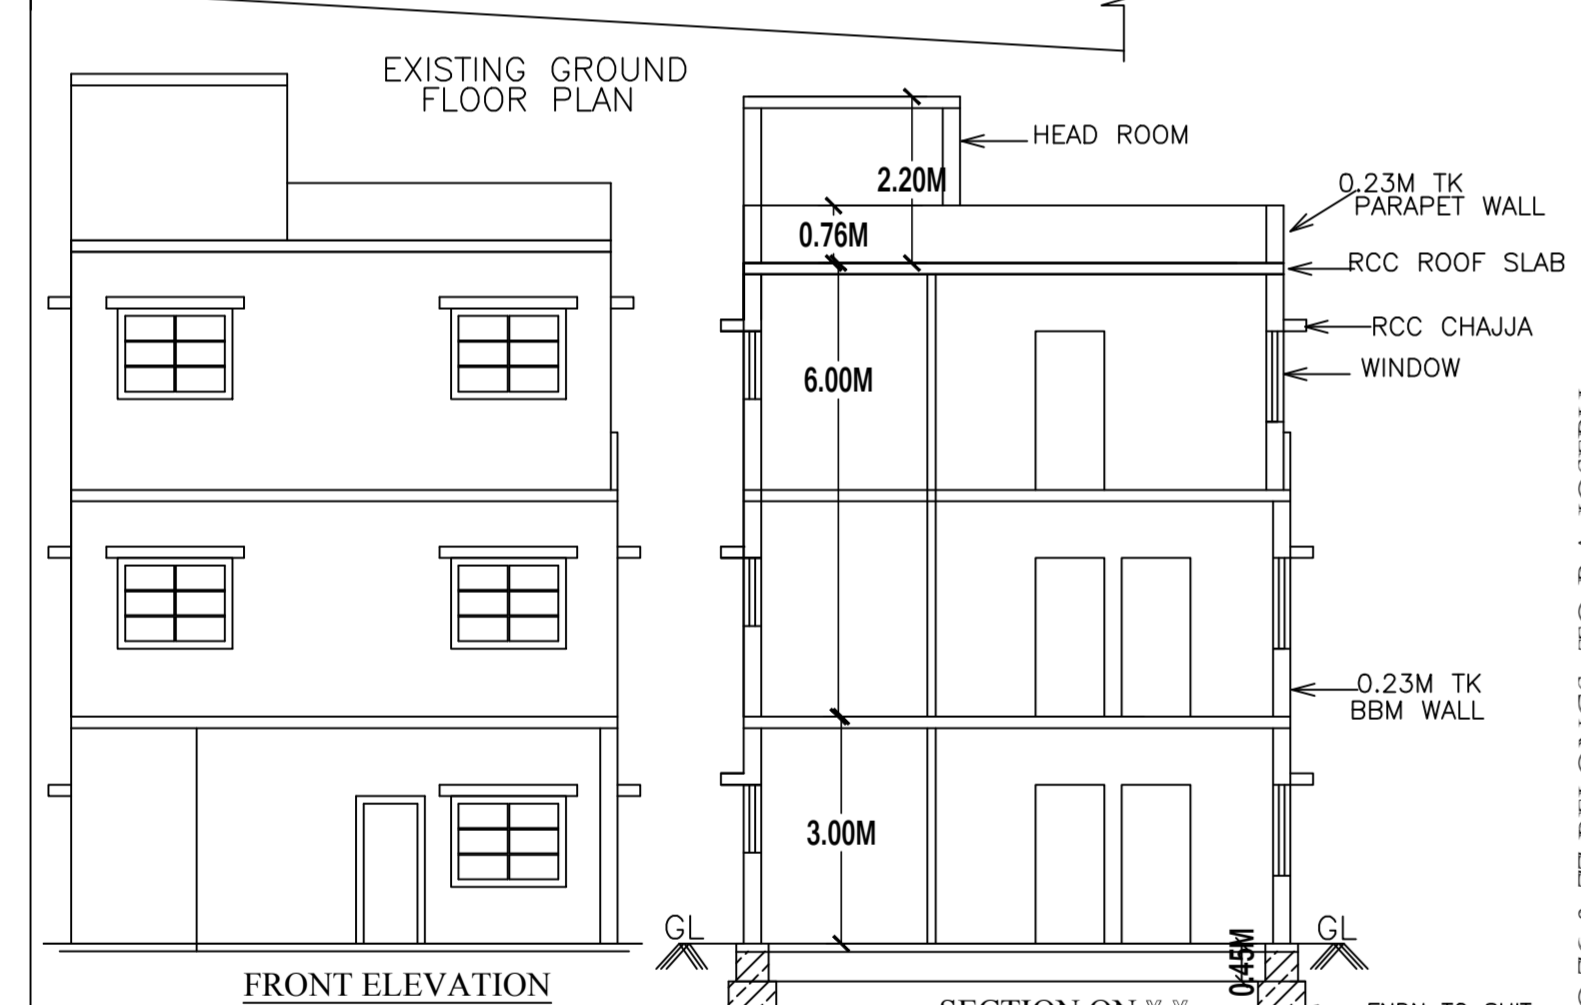 EXISTING GROUND
FLOOR PLAN
HEAD ROOM
2.20M
0.23M TK
PARAPET WALL
0.76M
RCC ROOF SLAB
RCC CHAJJA
WINDOW
6.00M
0.23M TK
BBM WALL
3.00M
GL
GL
0.45M
FRONT ELEVATION